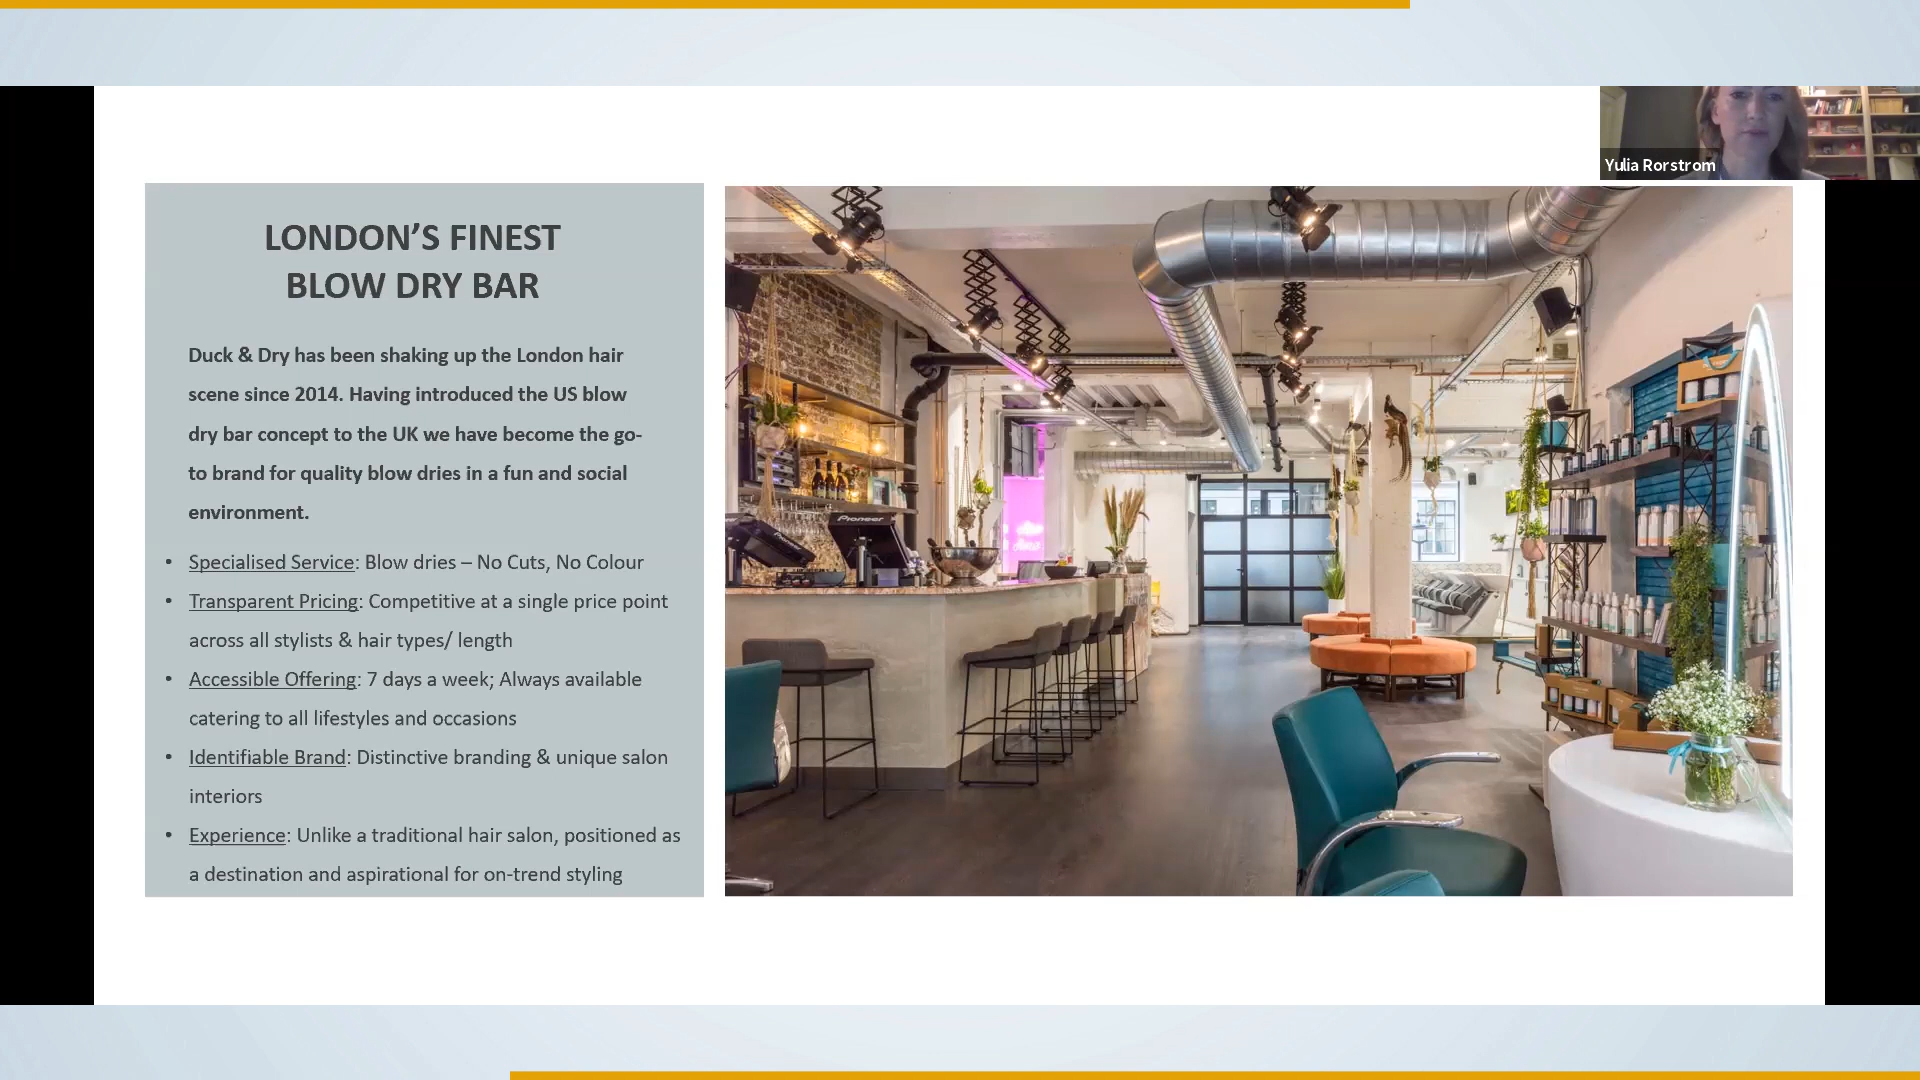 Yulia Rorstrom
LONDON’S FINEST
BLOW DRY BAR
Duck & Dry has been shaking up the London hair
scene since 2014. Having introduced the US blow
dry bar concept to the UK we have become the go-
to brand for quality blow dries in a fun and social
environment.
• Specialised Service: Blow dries – No Cuts, No Colour
• Transparent Pricing: Competitive at a single price point
across all stylists & hair types/ length
• Accessible Offering: 7 days a week; Always available
catering to all lifestyles and occasions
• Identifiable Brand: Distinctive branding & unique salon
interiors
• Experience: Unlike a traditional hair salon, positioned as
a destination and aspirational for on-trend styling
Pioneer